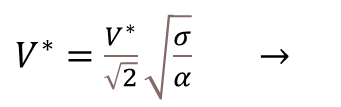 V* = V*/√2 √(σ/α) →